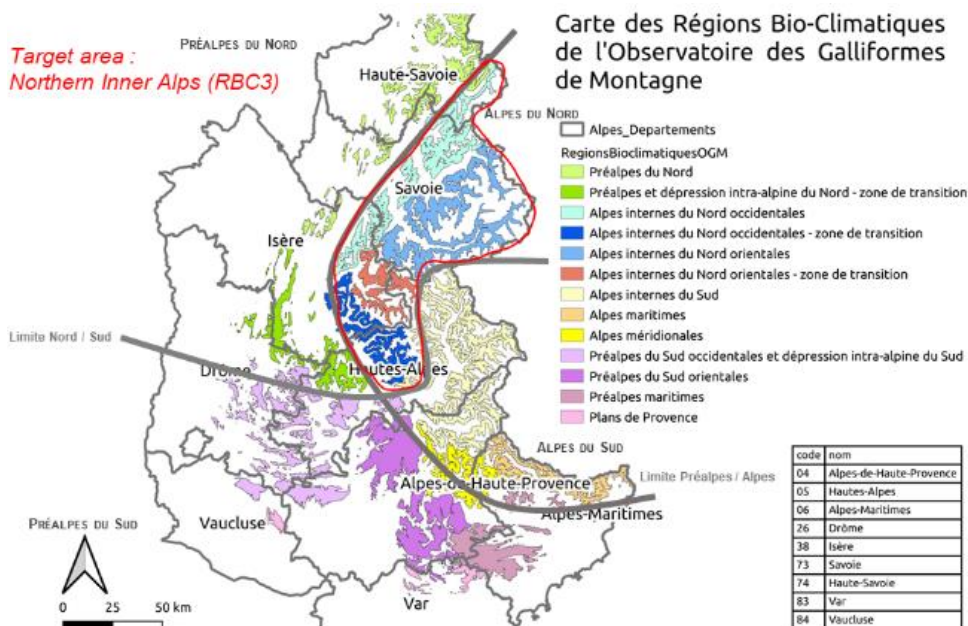 Carte des Régions Bio-Climatiques
de l'Observatoire des Galliformes
de Montagne
Target area :
Northern Inner Alps (RBC3)
PRÉALPES DU NORD
Haute-Savoie
ALPES DU NORD
Savoie
Isère
Limite Nord / Sud
Drôme
Hautes-Alpes
ALPES DU SUD
Alpes-de-Haute-Provence
Limite Préalpes / Alpes
Alpes-Maritimes
PRÉALPES DU SUD
Vaucluse
Var
0 25 50 km
Alpes_Departements
RegionsBioclimatiquesOGM
Préalpes du Nord
Préalpes et dépression intra-alpine du Nord - zone de transition
Alpes internes du Nord occidentales
Alpes internes du Nord occidentales - zone de transition
Alpes internes du Nord orientales
Alpes internes du Nord orientales - zone de transition
Alpes internes du Sud
Alpes maritimes
Alpes méridionales
Préalpes du Sud occidentales et dépression intra-alpine du Sud
Préalpes du Sud orientales
Préalpes maritimes
Plans de Provence
code nom
04 Alpes-de-Haute-Provence
05 Hautes-Alpes
06 Alpes-Maritimes
26 Drôme
38 Isère
73 Savoie
74 Haute-Savoie
83 Var
84 Vaucluse